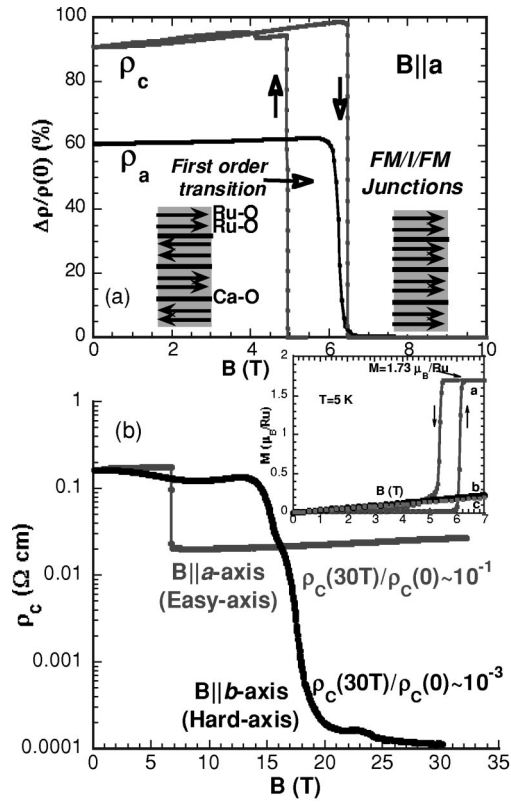 100
80
60
40
20
0
Δρ/ρ(0) (%)
ρc
B||a
ρa
First order
transition
FM/I/FM
Junctions
Ru-O
Ru-O
Ca-O
(a)
0 2 4 6 8 10
B (T)
2
1.5
1
0.5
0
M (μB/Ru)
M=1.73 μB/Ru
T=5 K
a
b
c
B (T)
0 1 2 3 4 5 6 7
(b)
1
0.1
0.01
0.001
0.0001
ρC (Ω cm)
B||a-axis
(Easy-axis)
ρC(30T)/ρC(0)~10-1
B||b-axis
(Hard-axis)
ρC(30T)/ρC(0)~10-3
0 5 10 15 20 25 30 35
B (T)